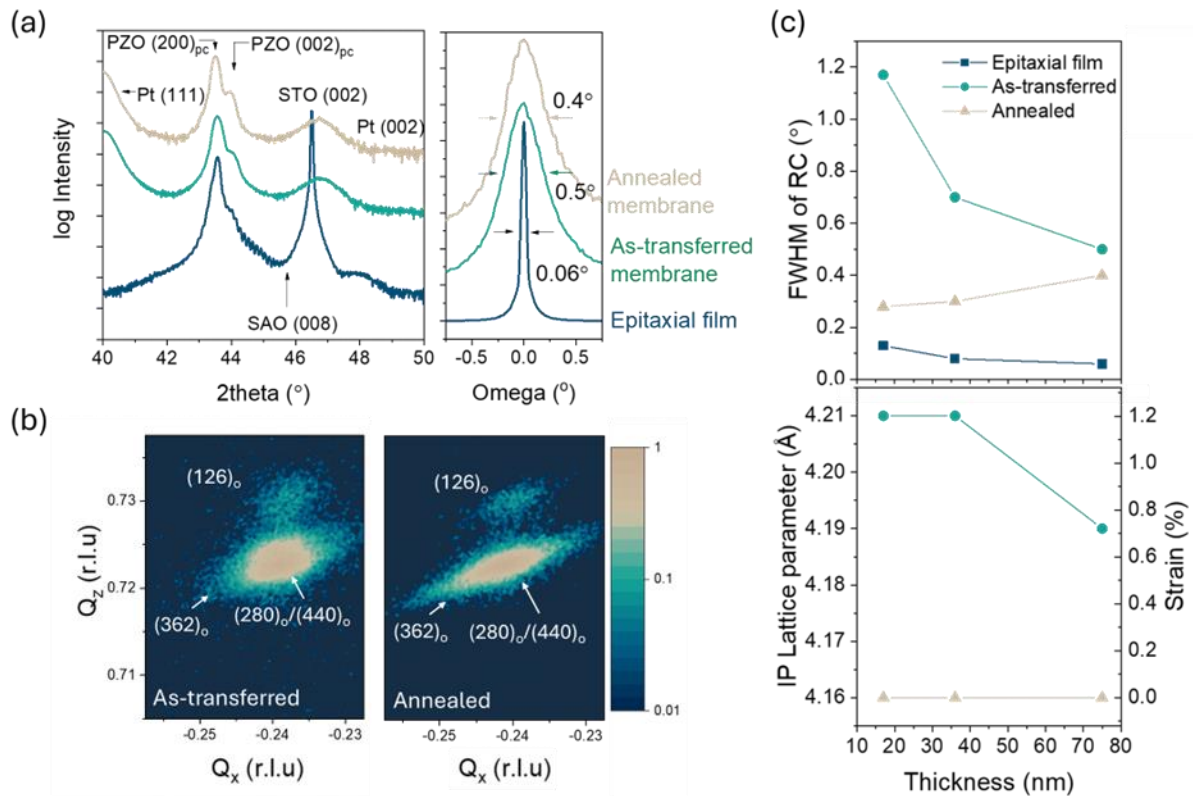 (a)
PZO (200)pc
PZO (002)pc
Pt (111)
STO (002)
Pt (002)
SAO (008)
log Intensity
40 42 44 46 48 50
2theta (°)
0.4°
0.5°
0.06°
-0.5 0.0 0.5
Omega (°)
Annealed
membrane
As-transferred
membrane
Epitaxial film
(b)
(126)o
(362)o
(280)o/(440)o
As-transferred
0.73
0.72
0.71
Qz (r.l.u)
-0.25 -0.24 -0.23
Qx (r.l.u)
(126)o
(362)o
(280)o/(440)o
Annealed
-0.25 -0.24 -0.23
Qx (r.l.u)
1
0.1
0.01
(c)
Epitaxial film
As-transferred
Annealed
1.2
1.0
0.8
0.6
0.4
0.2
0.0
FWHM of RC (°)
4.21
4.20
4.19
4.18
4.17
4.16
IP Lattice parameter (Å)
1.2
1.0
0.8
0.6
0.4
0.2
0.0
Strain (%)
10 20 30 40 50 60 70 80
Thickness (nm)